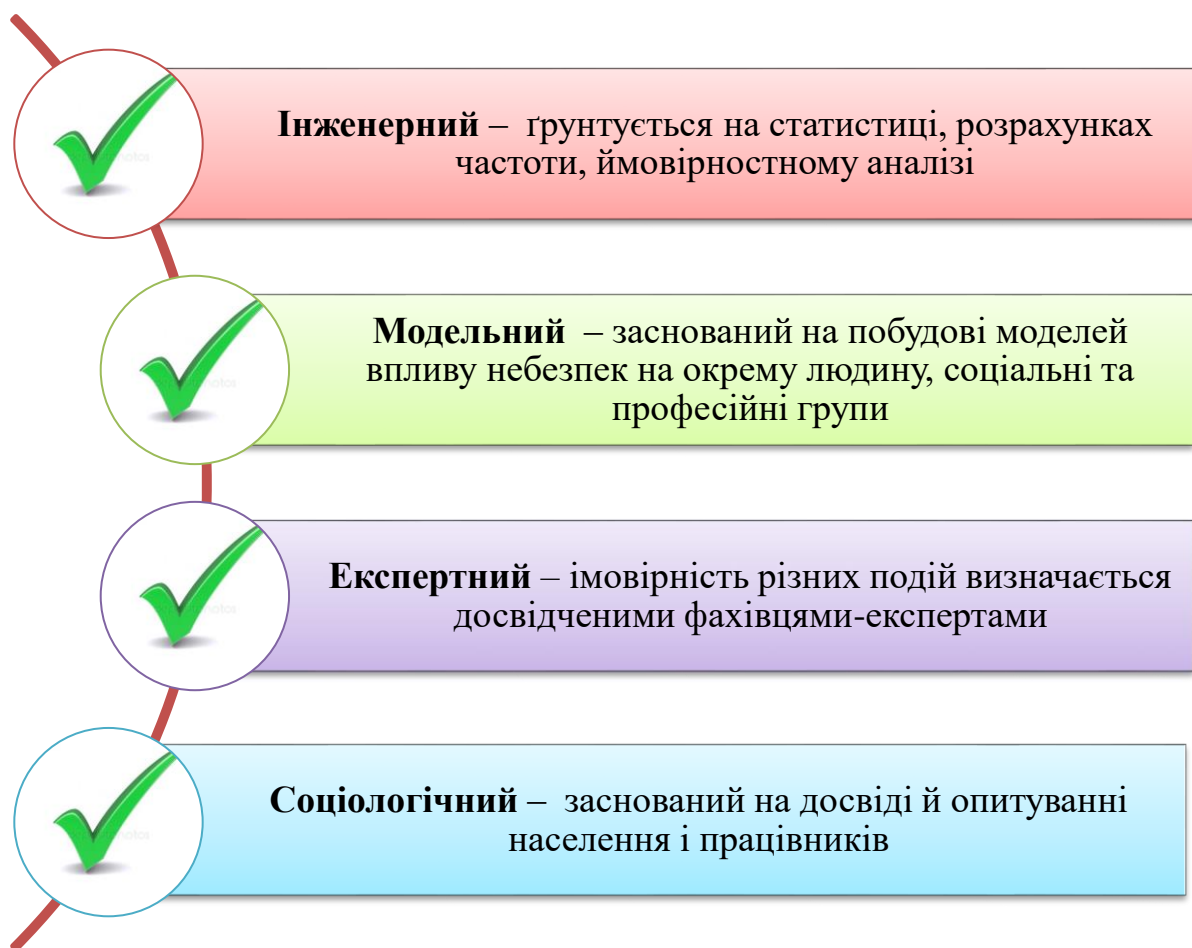 Інженерний – ґрунтується на статистиці, розрахунках
частоти, ймовірностному аналізі
Модельний – заснований на побудові моделей
впливу небезпек на окрему людину, соціальні та
професійні групи
Експертний – імовірність різних подій визначається
досвідченими фахівцями-експертами
Соціологічний – заснований на досвіді й опитуванні
населення і працівників